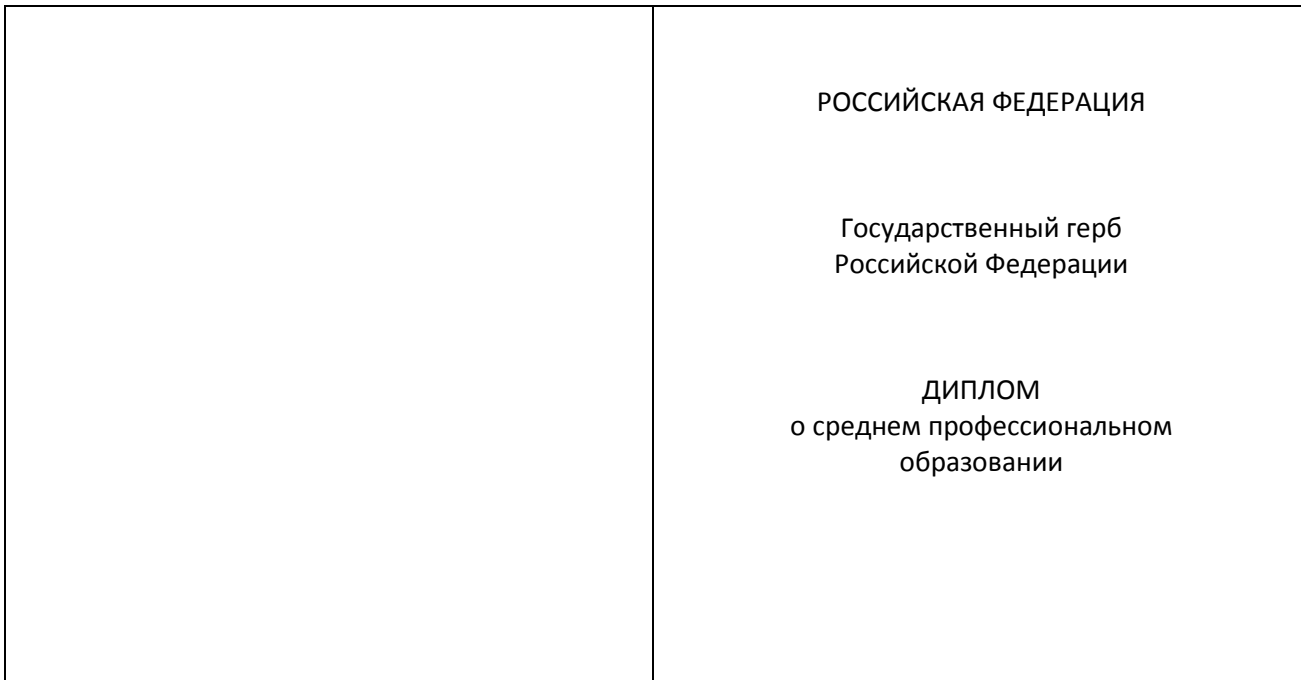 РОССИЙСКАЯ ФЕДЕРАЦИЯ
Государственный герб
Российской Федерации
ДИПЛОМ
о среднем профессиональном
образовании